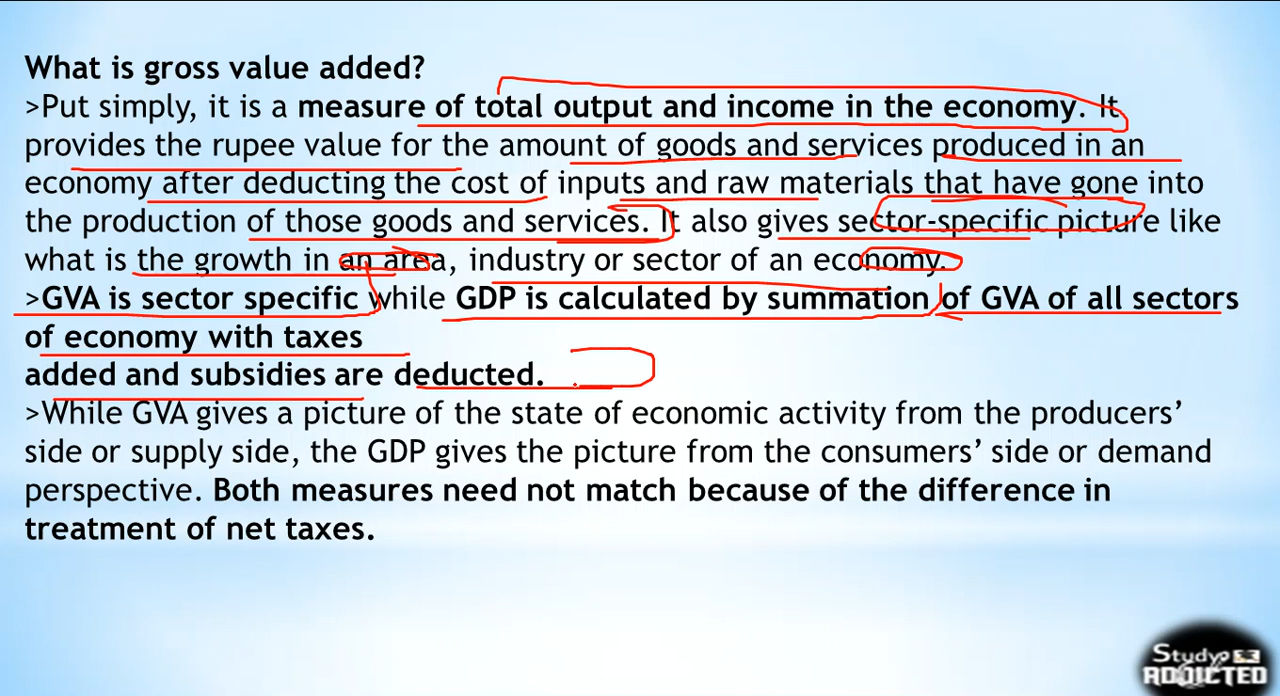 What is gross value added?
>Put simply, it is a measure of total output and income in the economy. It
provides the rupee value for the amount of goods and services produced in an
economy after deducting the cost of inputs and raw materials that have gone into
the production of those goods and services. It also gives sector-specific picture like
what is the growth in an area, industry or sector of an economy.
>GVA is sector specific while GDP is calculated by summation of GVA of all sectors
of economy with taxes
added and subsidies are deducted.
>While GVA gives a picture of the state of economic activity from the producers’
side or supply side, the GDP gives the picture from the consumers’ side or demand
perspective. Both measures need not match because of the difference in
treatment of net taxes.
Study
ADDICTED